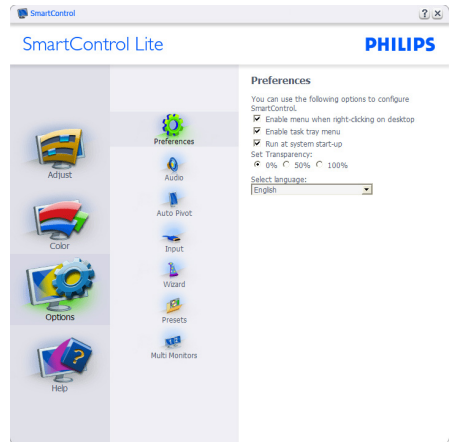 SmartControl
? ×
SmartControl Lite
PHILIPS
Adjust
Color
Options
Help
Preferences
Audio
Auto Pivot
Input
Wizard
Presets
Multi Monitors
Preferences
You can use the following options to configure
SmartControl.
Enable menu when right-clicking on desktop
Enable task tray menu
Run at system start-up
Set Transparency:
0% 50% 100%
Select language:
English